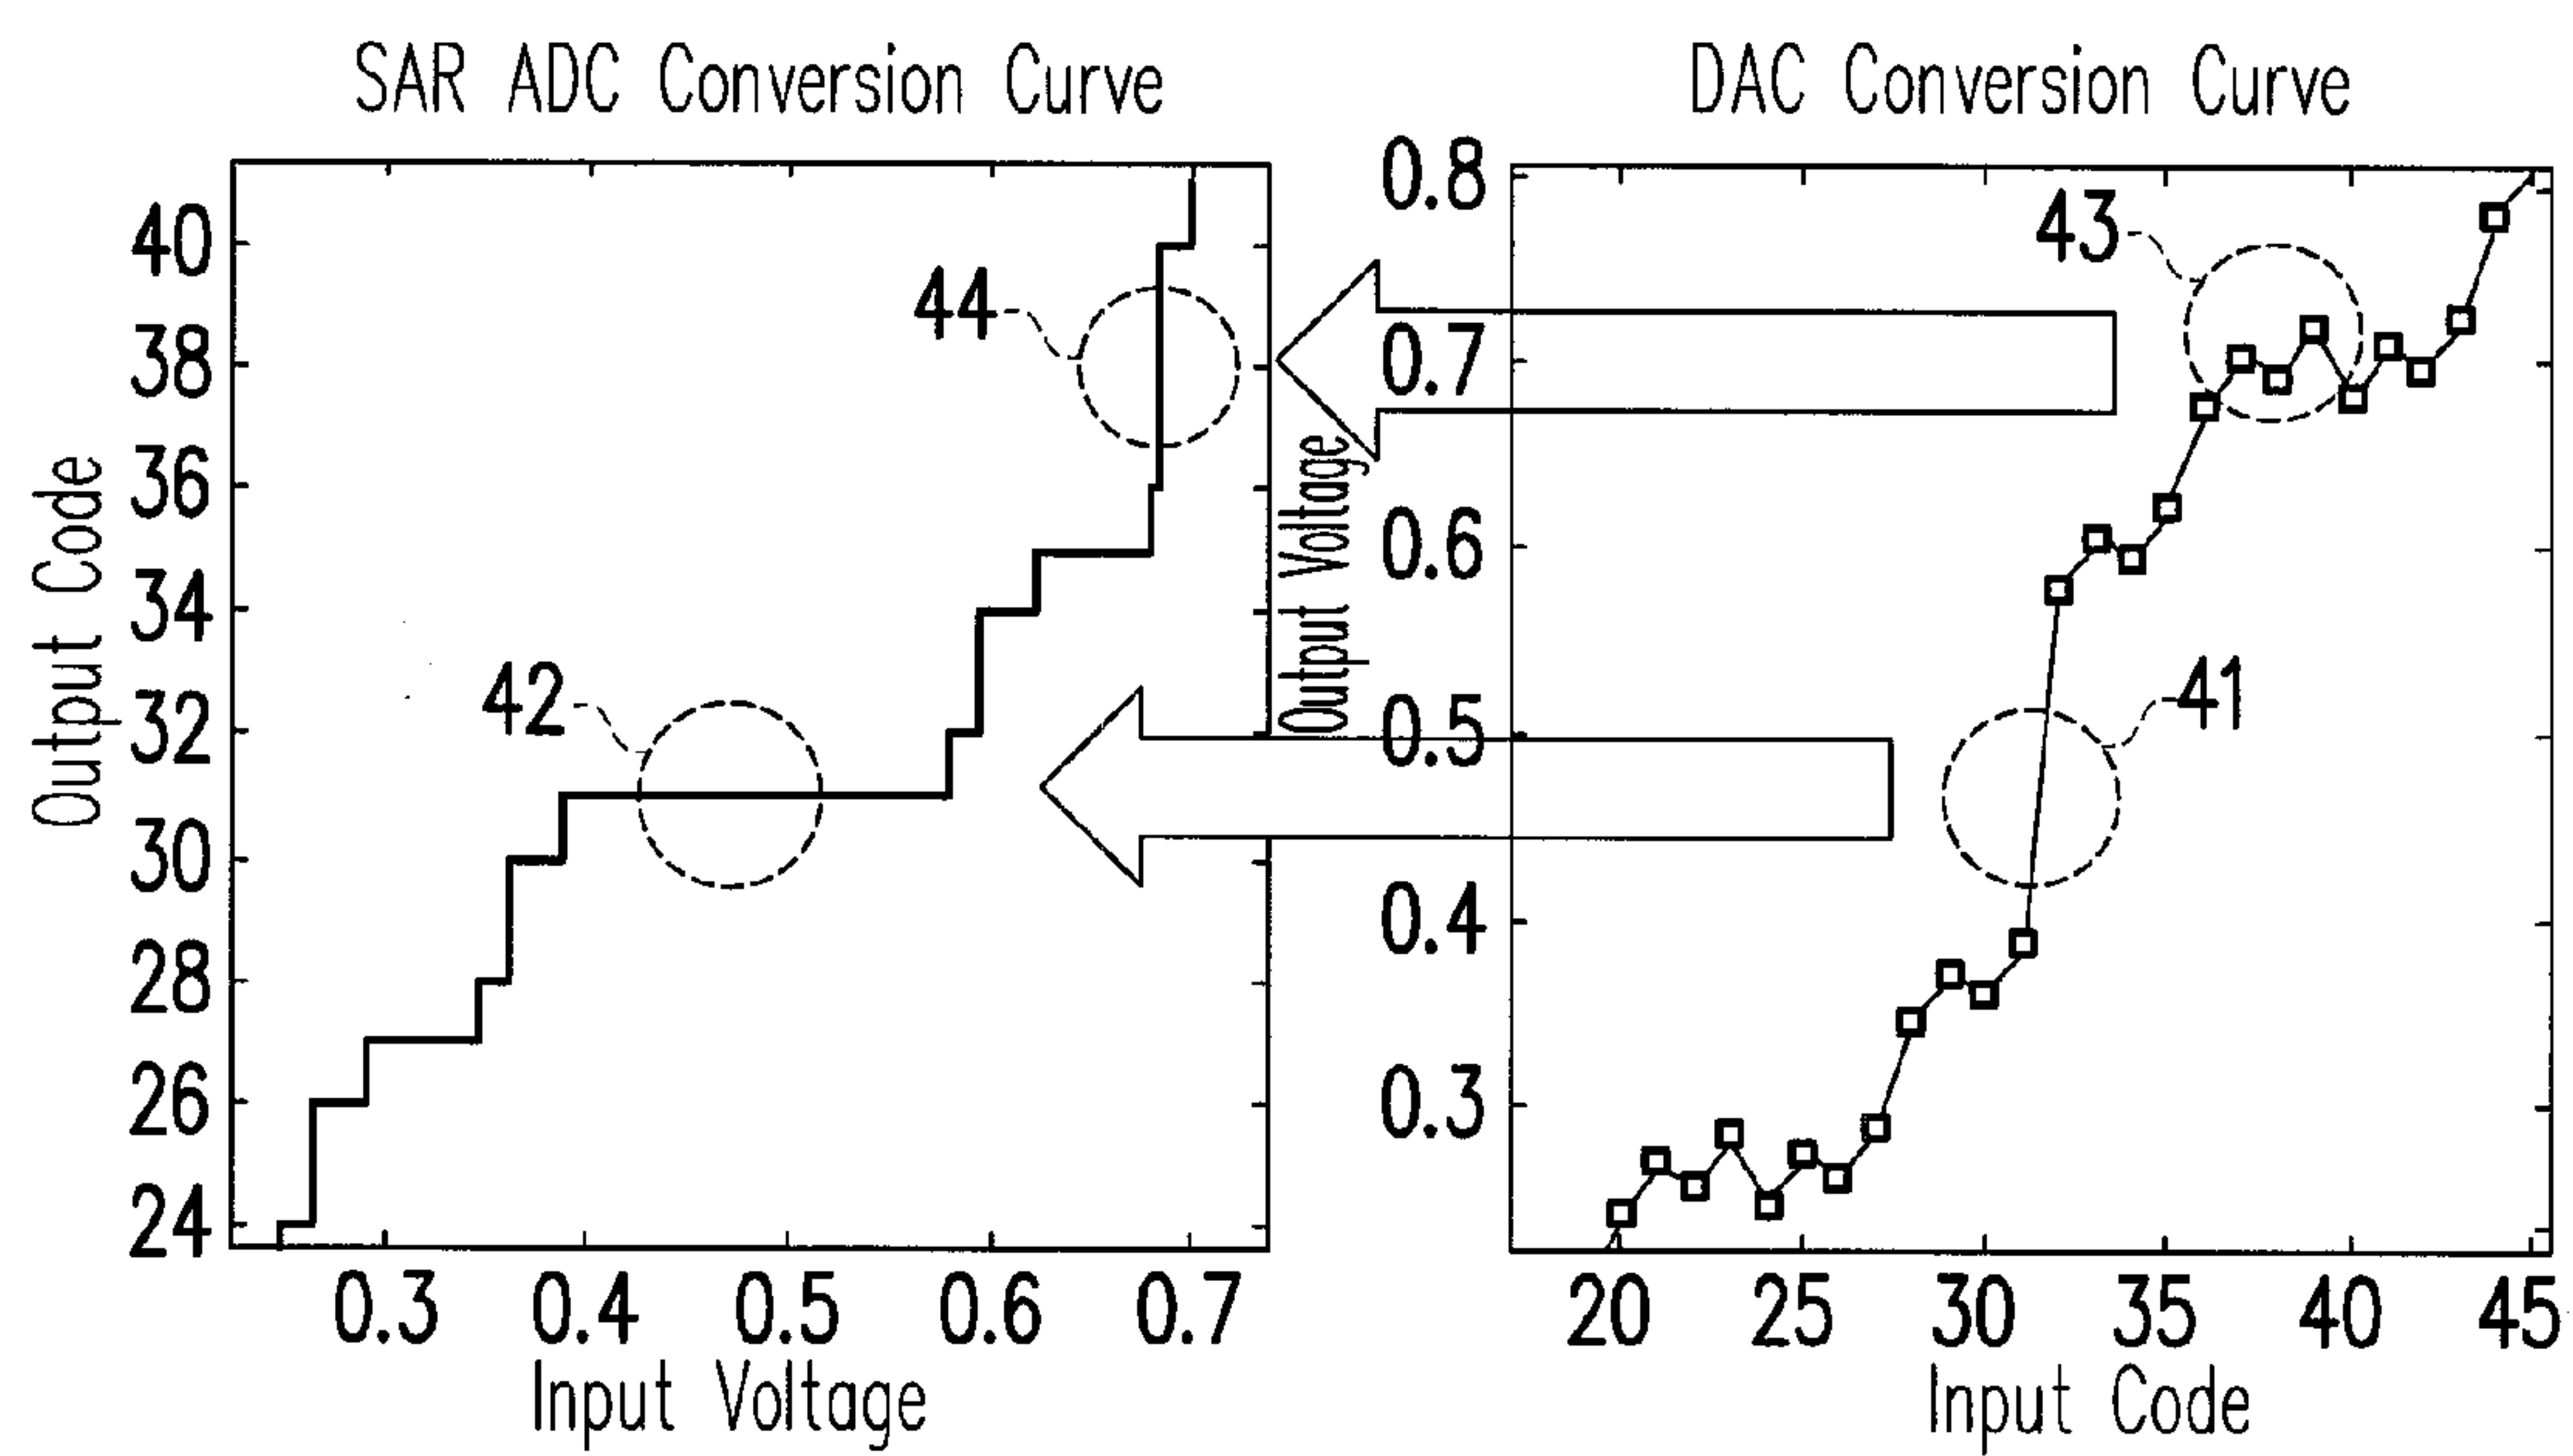 SAR ADC Conversion Curve
Output Code
40
38
36
34
32
30
28
26
24
44
42
0.3 0.4 0.5 0.6 0.7
Input Voltage
DAC Conversion Curve
Output Voltage
0.8
0.7
0.6
0.5
0.4
0.3
43
41
20 25 30 35 40 45
Input Code